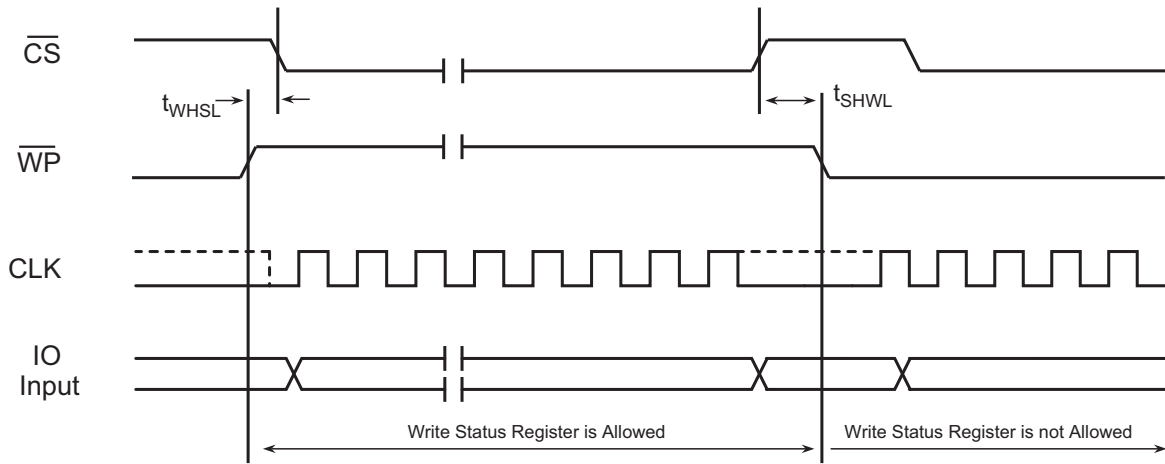 CS
tWHSL
tSHWL
WP
CLK
IO
Input
Write Status Register is Allowed
Write Status Register is not Allowed